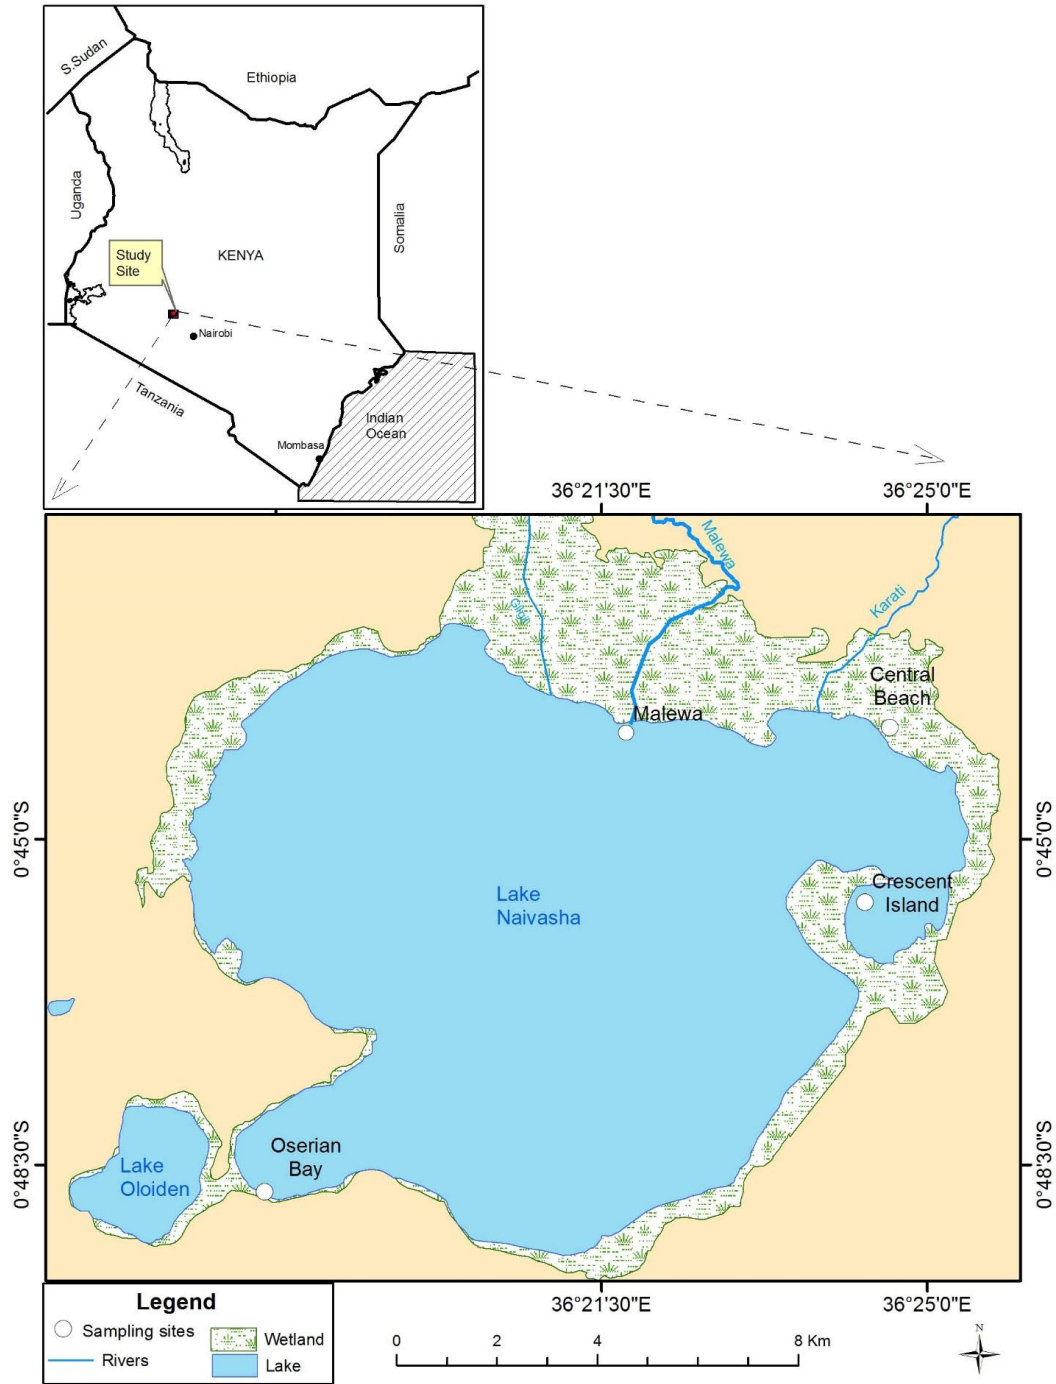 S.Sudan
Ethiopia
Uganda
Somalia
Study
Site
KENYA
Nairobi
Tanzania
Indian
Ocean
Mombasa
36°21'30"E
36°25'0"E
Malewa
Gilgil
Karati
Central
Beach
Malewa
0°45'0"S
0°45'0"S
Crescent
Island
Lake
Naivasha
Oserian
Bay
Lake
Oloiden
0°48'30"S
0°48'30"S
36°21'30"E
36°25'0"E
Legend
Sampling sites
Wetland
Rivers
Lake
0 2 4 8 Km
N